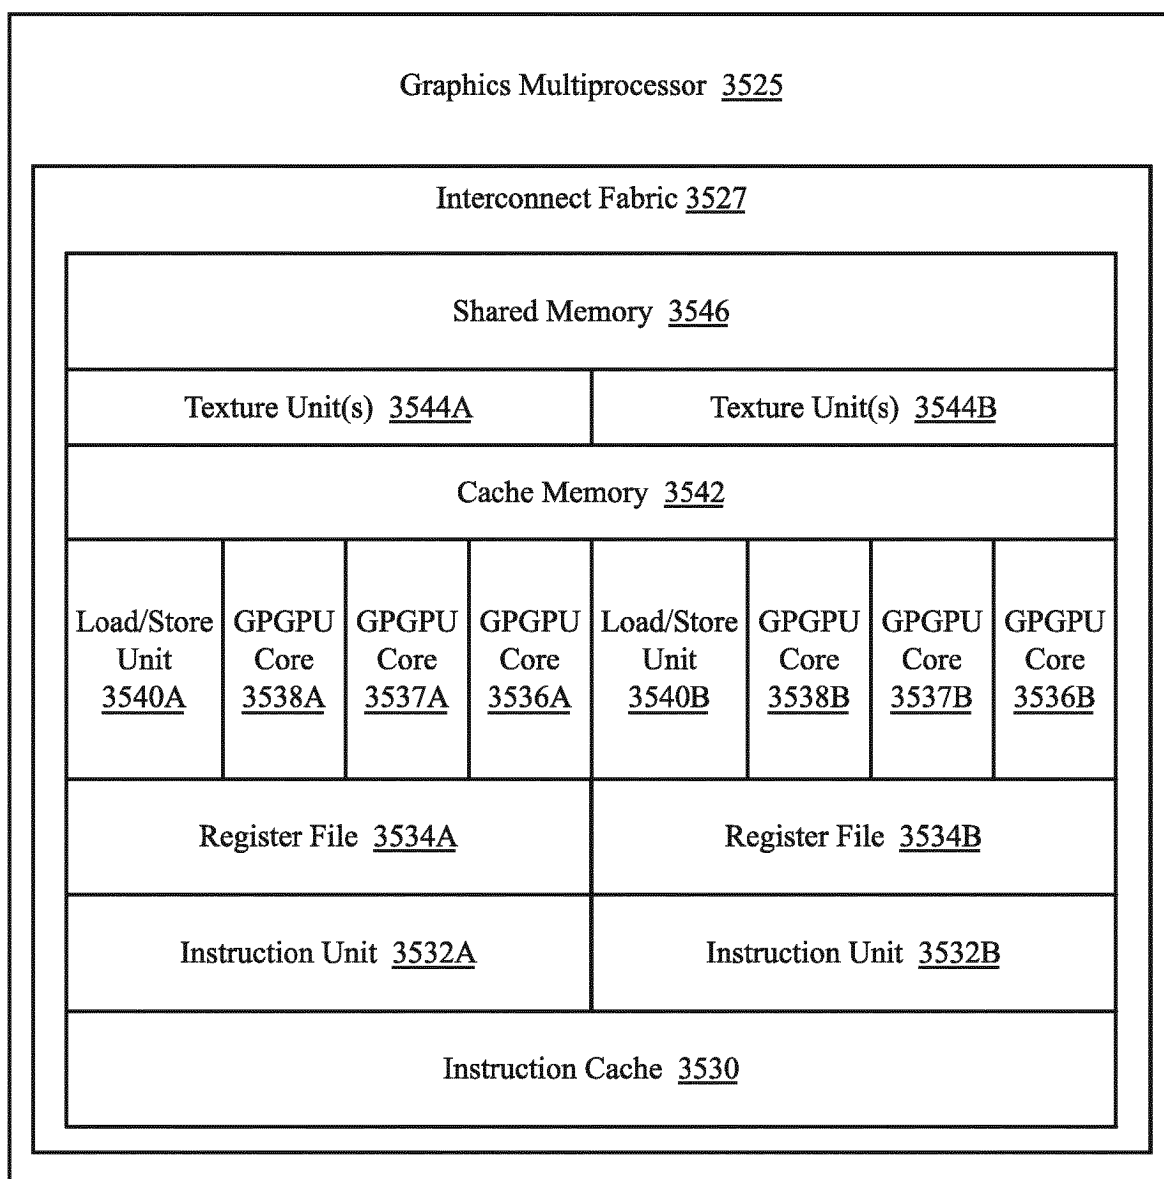 Graphics Multiprocessor 3525
Interconnect Fabric 3527
Shared Memory 3546
Texture Unit(s) 3544A
Texture Unit(s) 3544B
Cache Memory 3542
Load/Store
Unit
3540A
GPGPU
Core
3538A
GPGPU
Core
3537A
GPGPU
Core
3536A
Load/Store
Unit
3540B
GPGPU
Core
3538B
GPGPU
Core
3537B
GPGPU
Core
3536B
Register File 3534A
Register File 3534B
Instruction Unit 3532A
Instruction Unit 3532B
Instruction Cache 3530